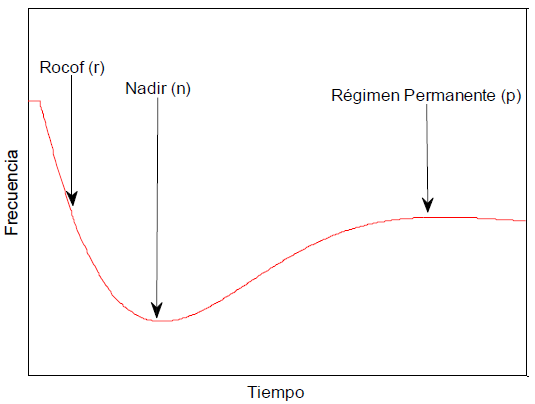 Rocof (r)
Nadir (n)
Régimen Permanente (p)
Frecuencia
Tiempo